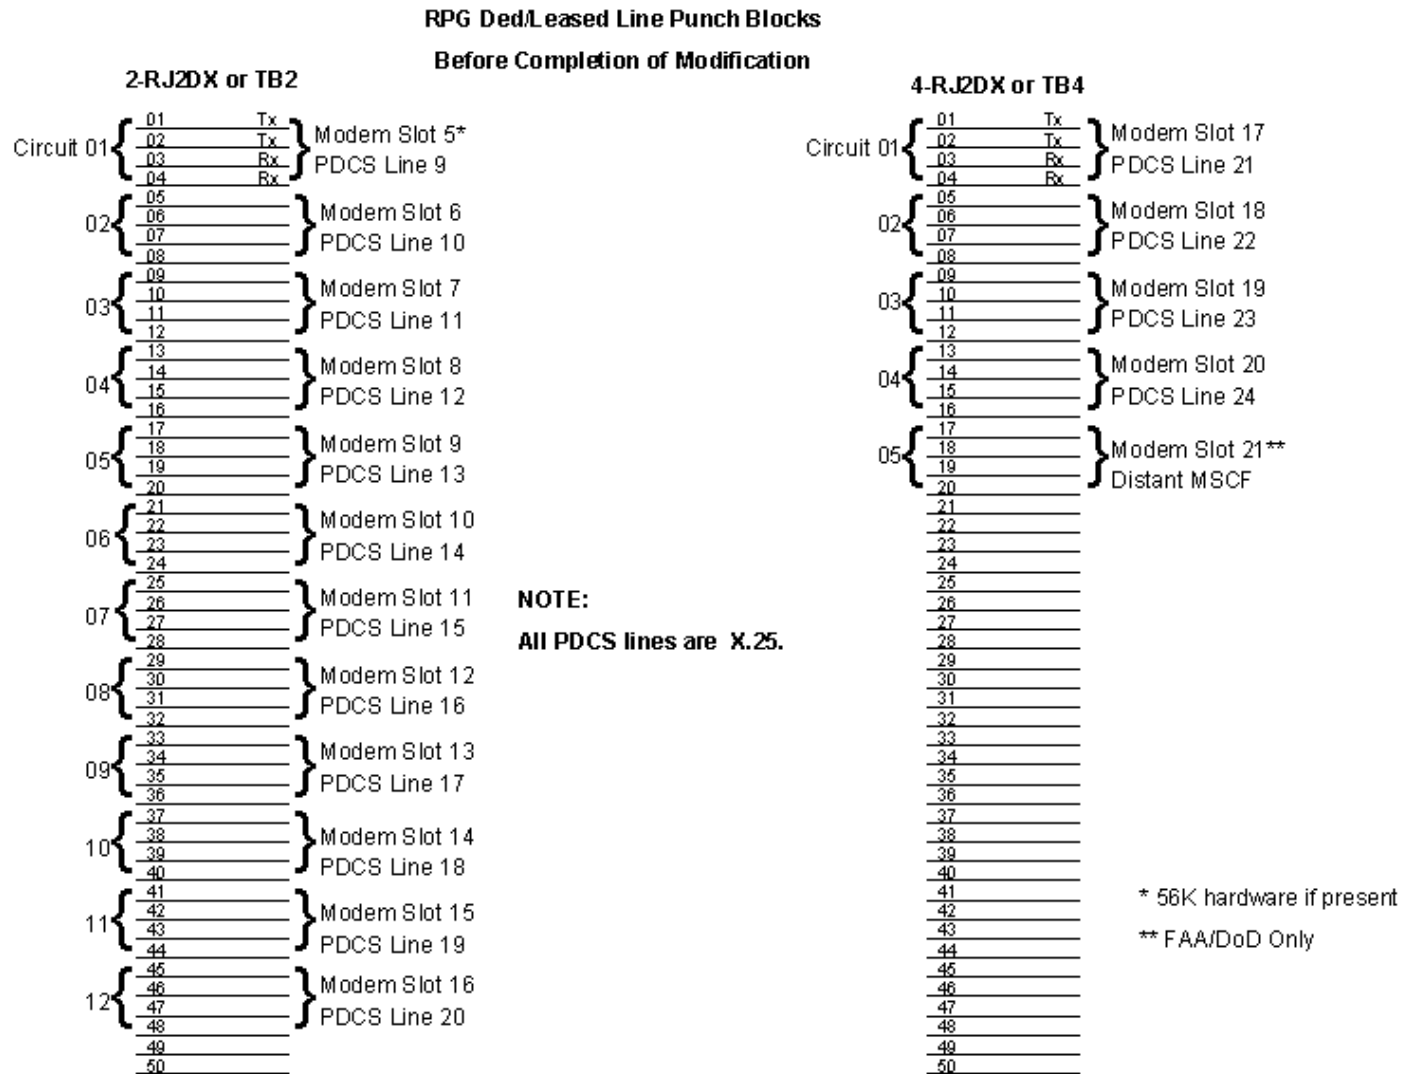 RPG Ded/Leased Line Punch Blocks
Before Completion of Modification
2-RJ2DX or TB2
Circuit 01
01 Tx
02 Tx
03 Rx
04 Rx
Modem Slot 5*
PDCS Line 9
02
05
06
07
08
Modem Slot 6
PDCS Line 10
03
09
10
11
12
Modem Slot 7
PDCS Line 11
04
13
14
15
16
Modem Slot 8
PDCS Line 12
05
17
18
19
20
Modem Slot 9
PDCS Line 13
06
21
22
23
24
Modem Slot 10
PDCS Line 14
07
25
26
27
28
Modem Slot 11
PDCS Line 15
08
29
30
31
32
Modem Slot 12
PDCS Line 16
09
33
34
35
36
Modem Slot 13
PDCS Line 17
10
37
38
39
40
Modem Slot 14
PDCS Line 18
11
41
42
43
44
Modem Slot 15
PDCS Line 19
12
45
46
47
48
Modem Slot 16
PDCS Line 20
49
50
NOTE:
All PDCS lines are X.25.
4-RJ2DX or TB4
Circuit 01
01 Tx
02 Tx
03 Rx
04 Rx
Modem Slot 17
PDCS Line 21
02
05
06
07
08
Modem Slot 18
PDCS Line 22
03
09
10
11
12
Modem Slot 19
PDCS Line 23
04
13
14
15
16
Modem Slot 20
PDCS Line 24
05
17
18
19
20
Modem Slot 21**
Distant MSCF
21
22
23
24
25
26
27
28
29
30
31
32
33
34
35
36
37
38
39
40
41
42
43
44
45
46
47
48
49
50
* 56K hardware if present
** FAA/DoD Only